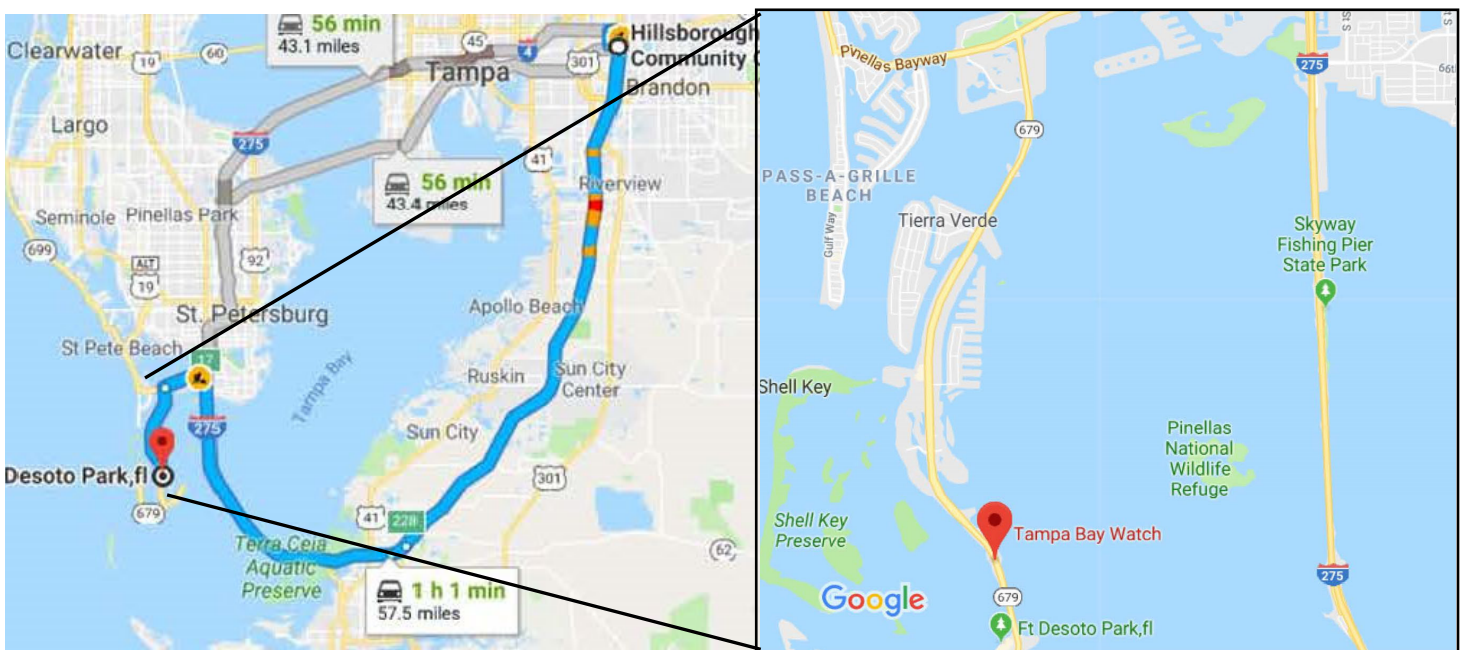 56 min
43.1 miles
45
4
Hillsborough
Community
301
Clearwater
19
60
Tampa
Brandon
Largo
275
41
56 min
43.4 miles
Riverview
Seminole
Pinellas Park
699
92
ALT
19
Apollo Beach
St. Petersburg
St Pete Beach
17
Tampa Bay
Ruskin
Sun City
Center
275
Sun City
Desoto Park,fl
301
679
41
228
Terra Ceia
Aquatic
Preserve
62
1 h 1 min
57.5 miles
Pinellas Bayway
275
66th
St S
679
PASS-A-GRILLE
BEACH
Gulf Way
Tierra Verde
Skyway
Fishing Pier
State Park
Shell Key
Pinellas
National
Wildlife
Refuge
Shell Key
Preserve
Tampa Bay Watch
275
Google
679
Ft Desoto Park,fl